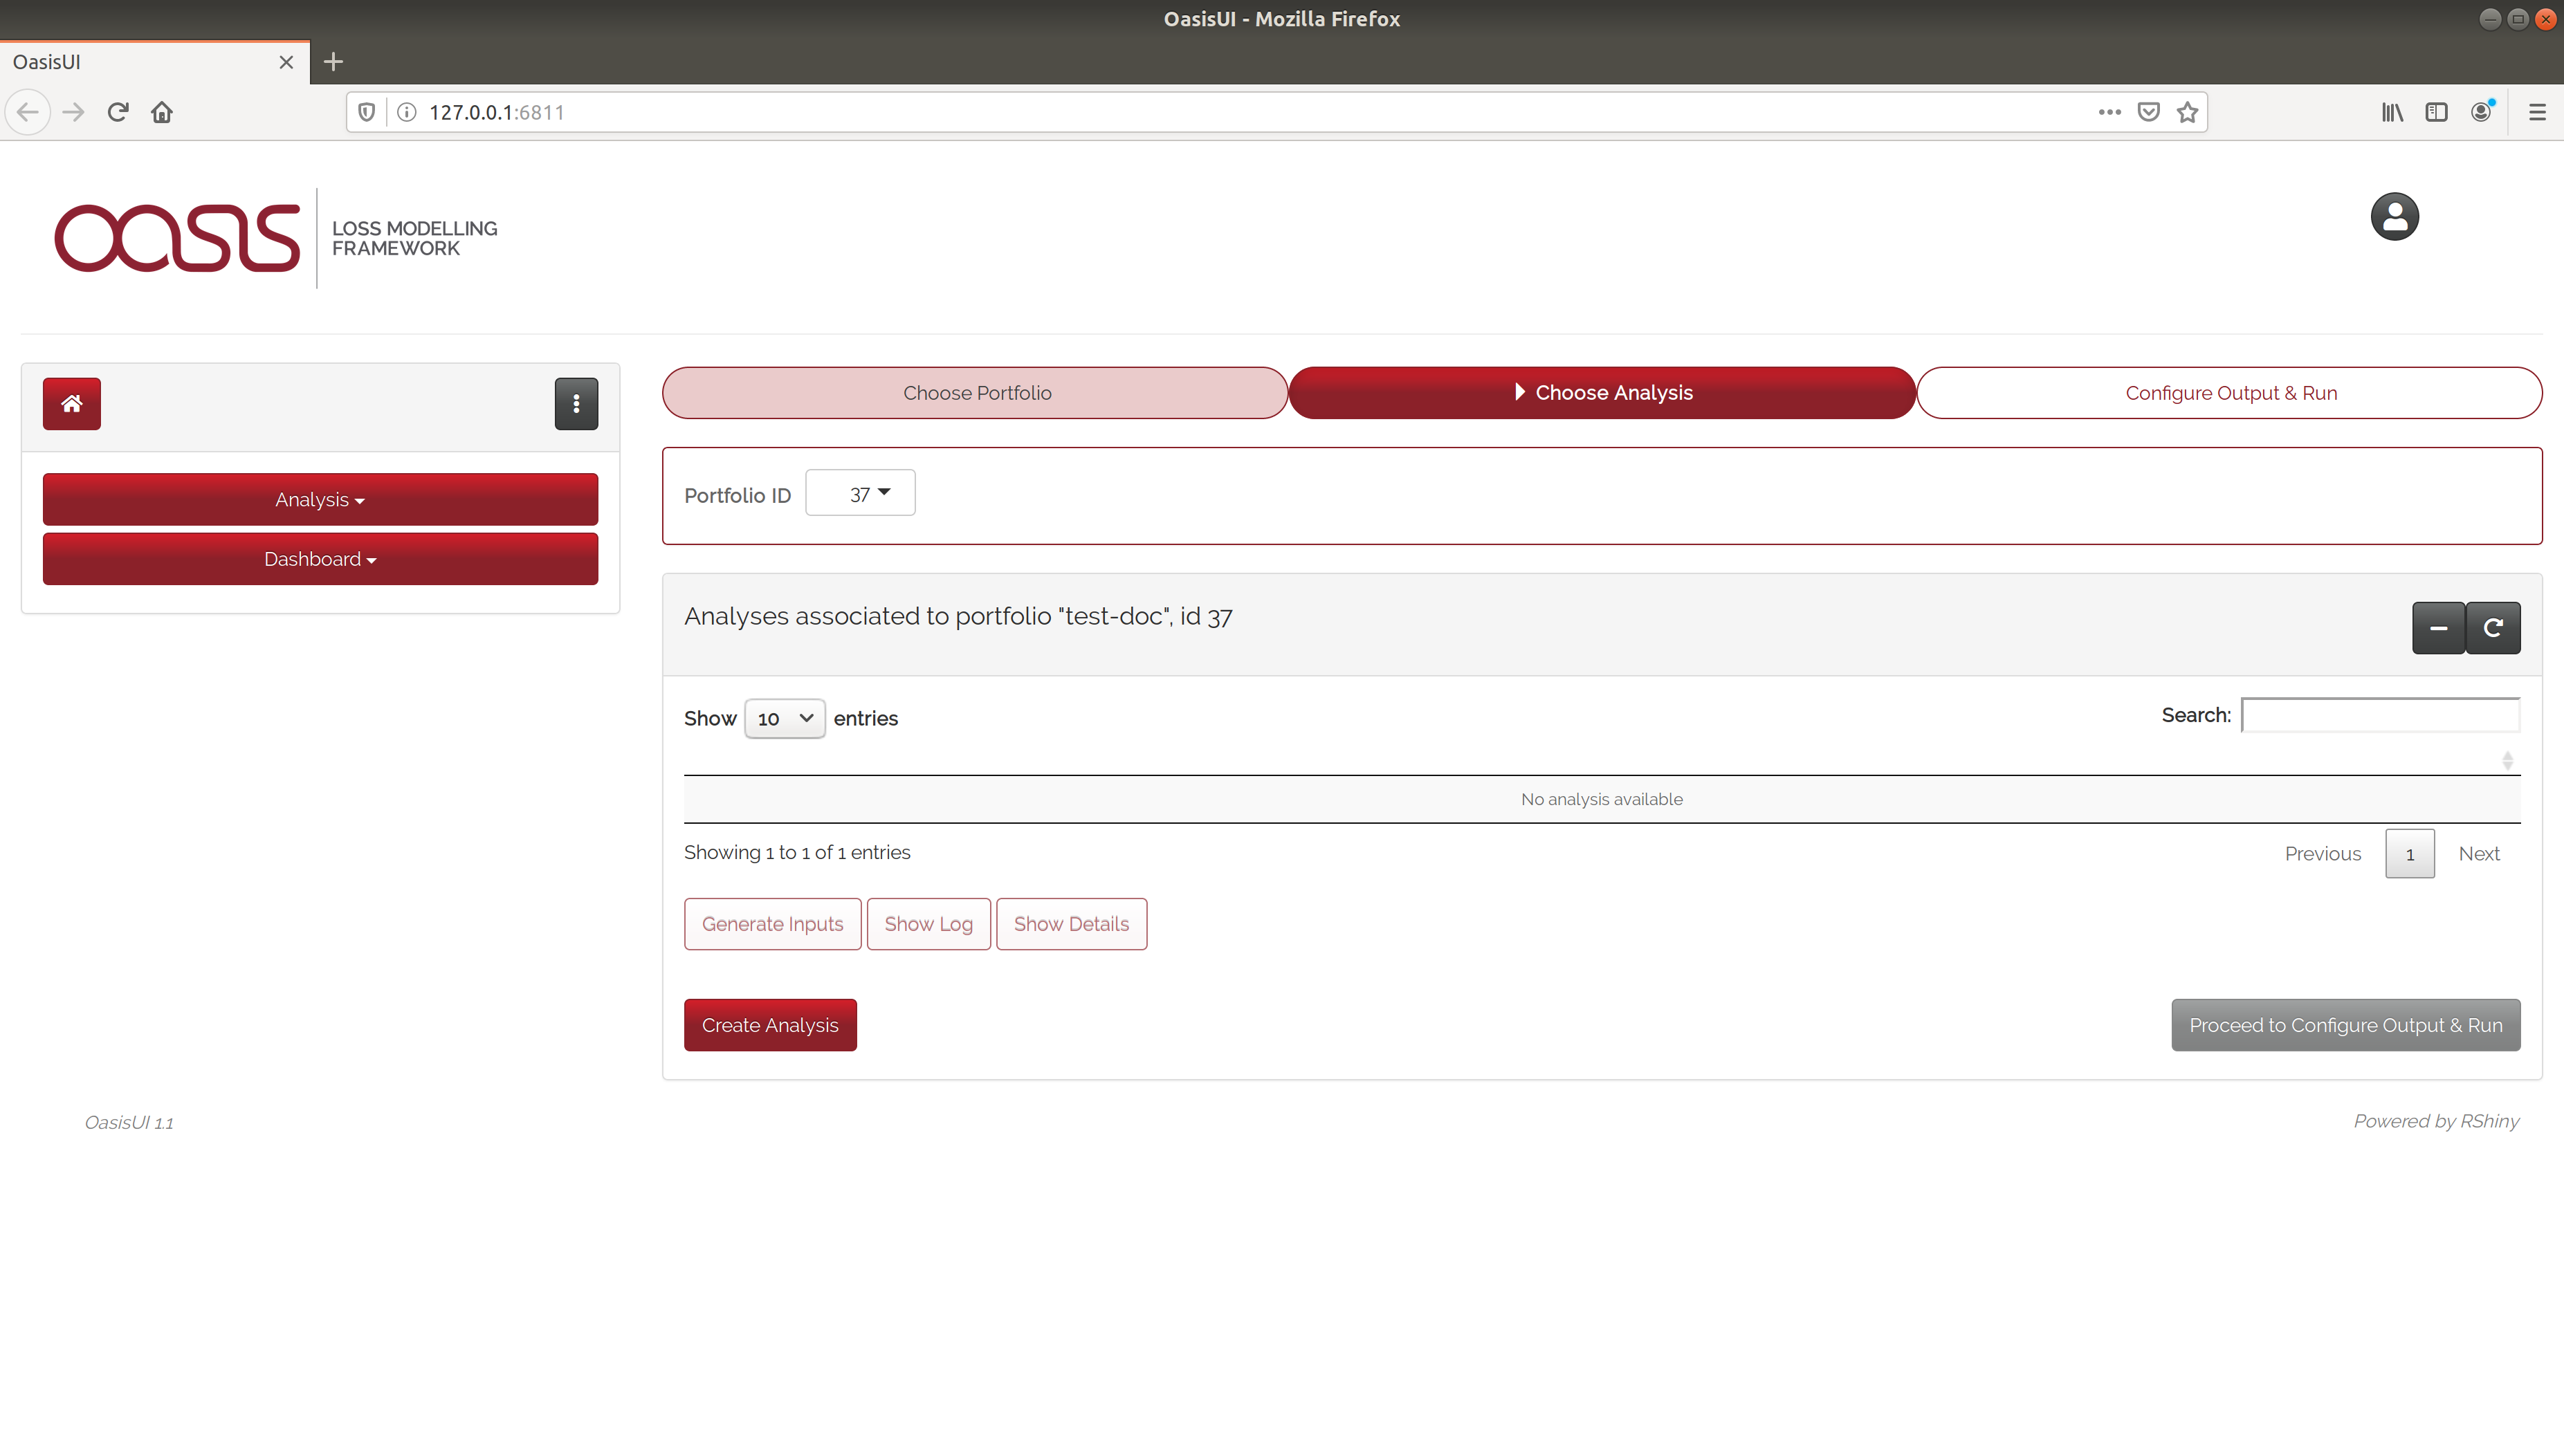 OasisUI - Mozilla Firefox
OasisUI
127.0.0.1:6811
oasis
LOSS MODELLING
FRAMEWORK
Choose Portfolio
Choose Analysis
Configure Output & Run
Analysis
Dashboard
Portfolio ID 37
Analyses associated to portfolio "test-doc", id 37
Show 10 entries
Search:
No analysis available
Showing 1 to 1 of 1 entries
Previous 1 Next
Generate Inputs Show Log Show Details
Create Analysis
Proceed to Configure Output & Run
OasisUI 1.1
Powered by RShiny